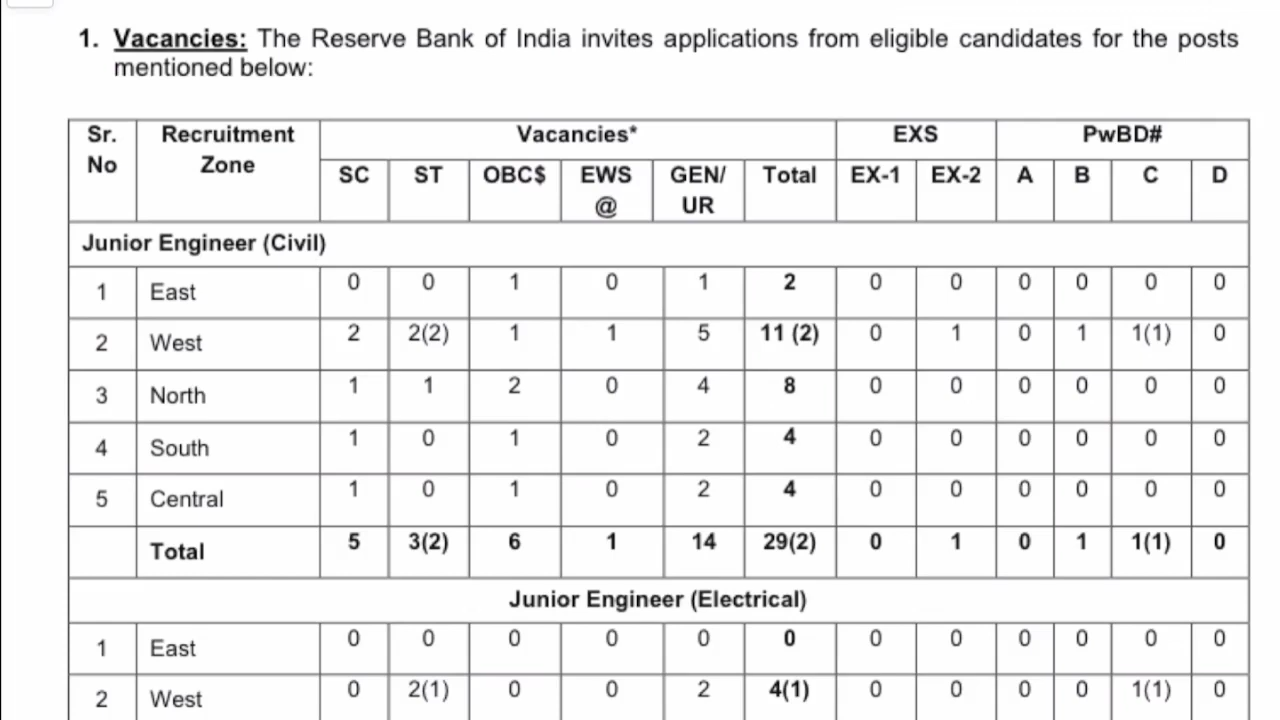 1. Vacancies: The Reserve Bank of India invites applications from eligible candidates for the posts
mentioned below:
Sr. No Recruitment Zone Vacancies* EXS PwBD#
SC ST OBC$ EWS @ GEN/ UR Total EX-1 EX-2 A B C D
Junior Engineer (Civil)
1 East 0 0 1 0 1 2 0 0 0 0 0 0
2 West 2 2(2) 1 1 5 11 (2) 0 1 0 1 1(1) 0
3 North 1 1 2 0 4 8 0 0 0 0 0 0
4 South 1 0 1 0 2 4 0 0 0 0 0 0
5 Central 1 0 1 0 2 4 0 0 0 0 0 0
Total 5 3(2) 6 1 14 29(2) 0 1 0 1 1(1) 0
Junior Engineer (Electrical)
1 East 0 0 0 0 0 0 0 0 0 0 0 0
2 West 0 2(1) 0 0 2 4(1) 0 0 0 0 1(1) 0